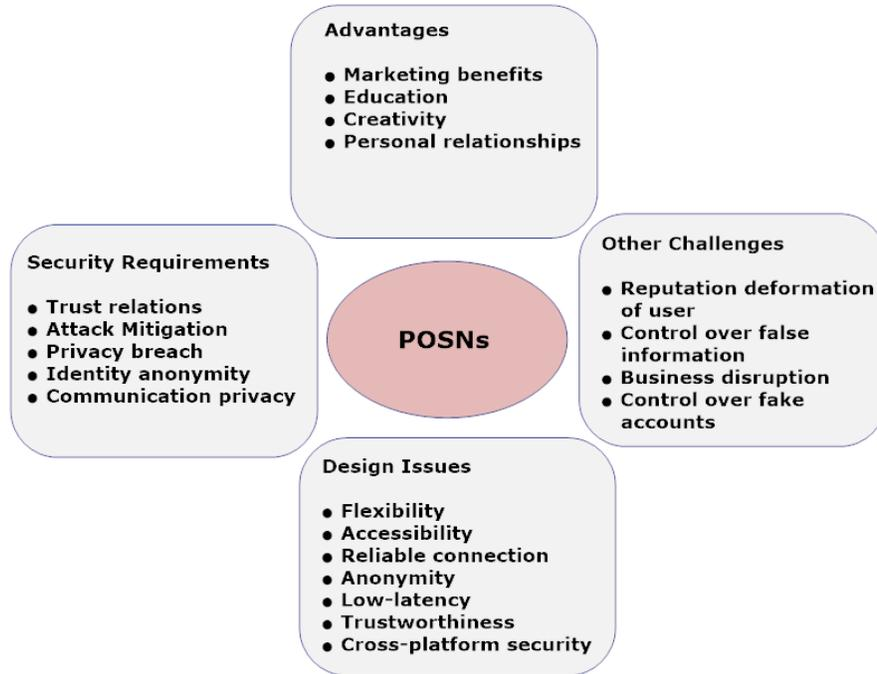 Advantages
● Marketing benefits
● Education
● Creativity
● Personal relationships
Security Requirements
● Trust relations
● Attack Mitigation
● Privacy breach
● Identity anonymity
● Communication privacy
POSNs
Other Challenges
● Reputation deformation
of user
● Control over false
information
● Business disruption
● Control over fake
accounts
Design Issues
● Flexibility
● Accessibility
● Reliable connection
● Anonymity
● Low-latency
● Trustworthiness
● Cross-platform security